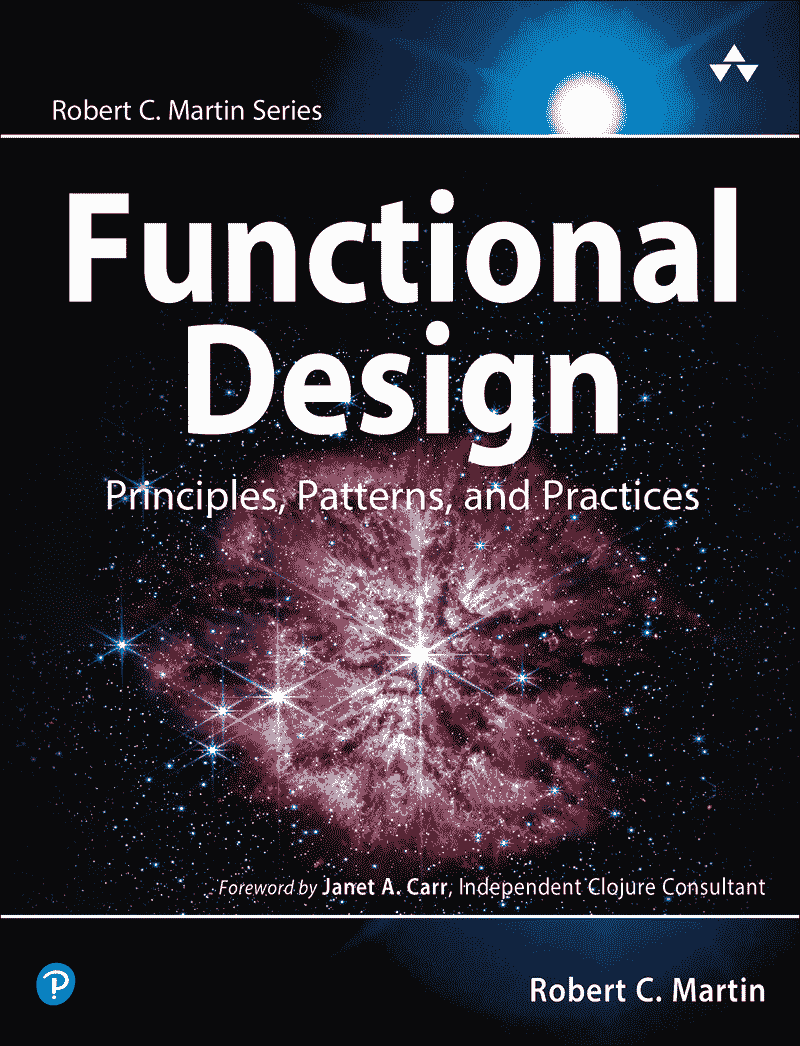 Robert C. Martin Series
Functional
Design
Principles, Patterns, and Practices
Foreword by Janet A. Carr, Independent Clojure Consultant
P
Robert C. Martin